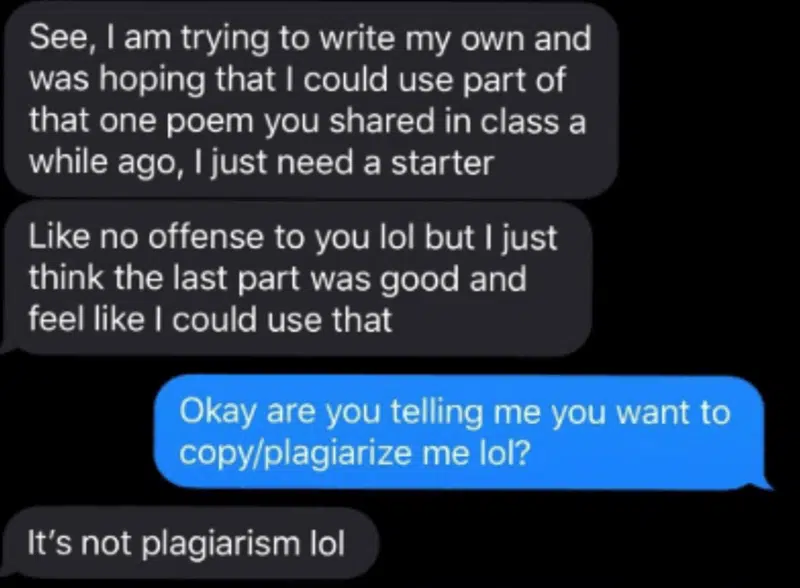 See, I am trying to write my own and
was hoping that I could use part of
that one poem you shared in class a
while ago, I just need a starter
Like no offense to you lol but I just
think the last part was good and
feel like I could use that
Okay are you telling me you want to
copy/plagiarize me lol?
It's not plagiarism lol